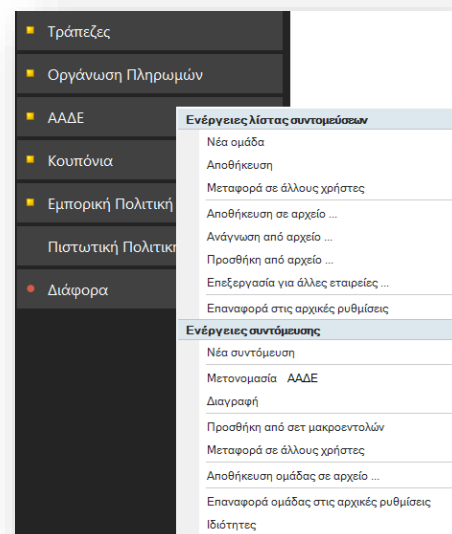 Τράπεζες
Οργάνωση Πληρωμών
ΑΑΔΕ
Κουπόνια
Εμπορική Πολιτική
Πιστωτική Πολιτικ
Διάφορα
Ενέργειες λίστας συντομεύσεων
Νέα ομάδα
Αποθήκευση
Μεταφορά σε άλλους χρήστες
Αποθήκευση σε αρχείο ...
Ανάγνωση από αρχείο ...
Προσθήκη από αρχείο ...
Επεξεργασία για άλλες εταιρείες ...
Επαναφορά στις αρχικές ρυθμίσεις
Ενέργειες συντόμευσης
Νέα συντόμευση
Μετονομασία ΑΑΔΕ
Διαγραφή
Προσθήκη από σετ μακροεντολών
Μεταφορά σε άλλους χρήστες
Αποθήκευση ομάδας σε αρχείο ...
Επαναφορά ομάδας στις αρχικές ρυθμίσεις
Ιδιότητες